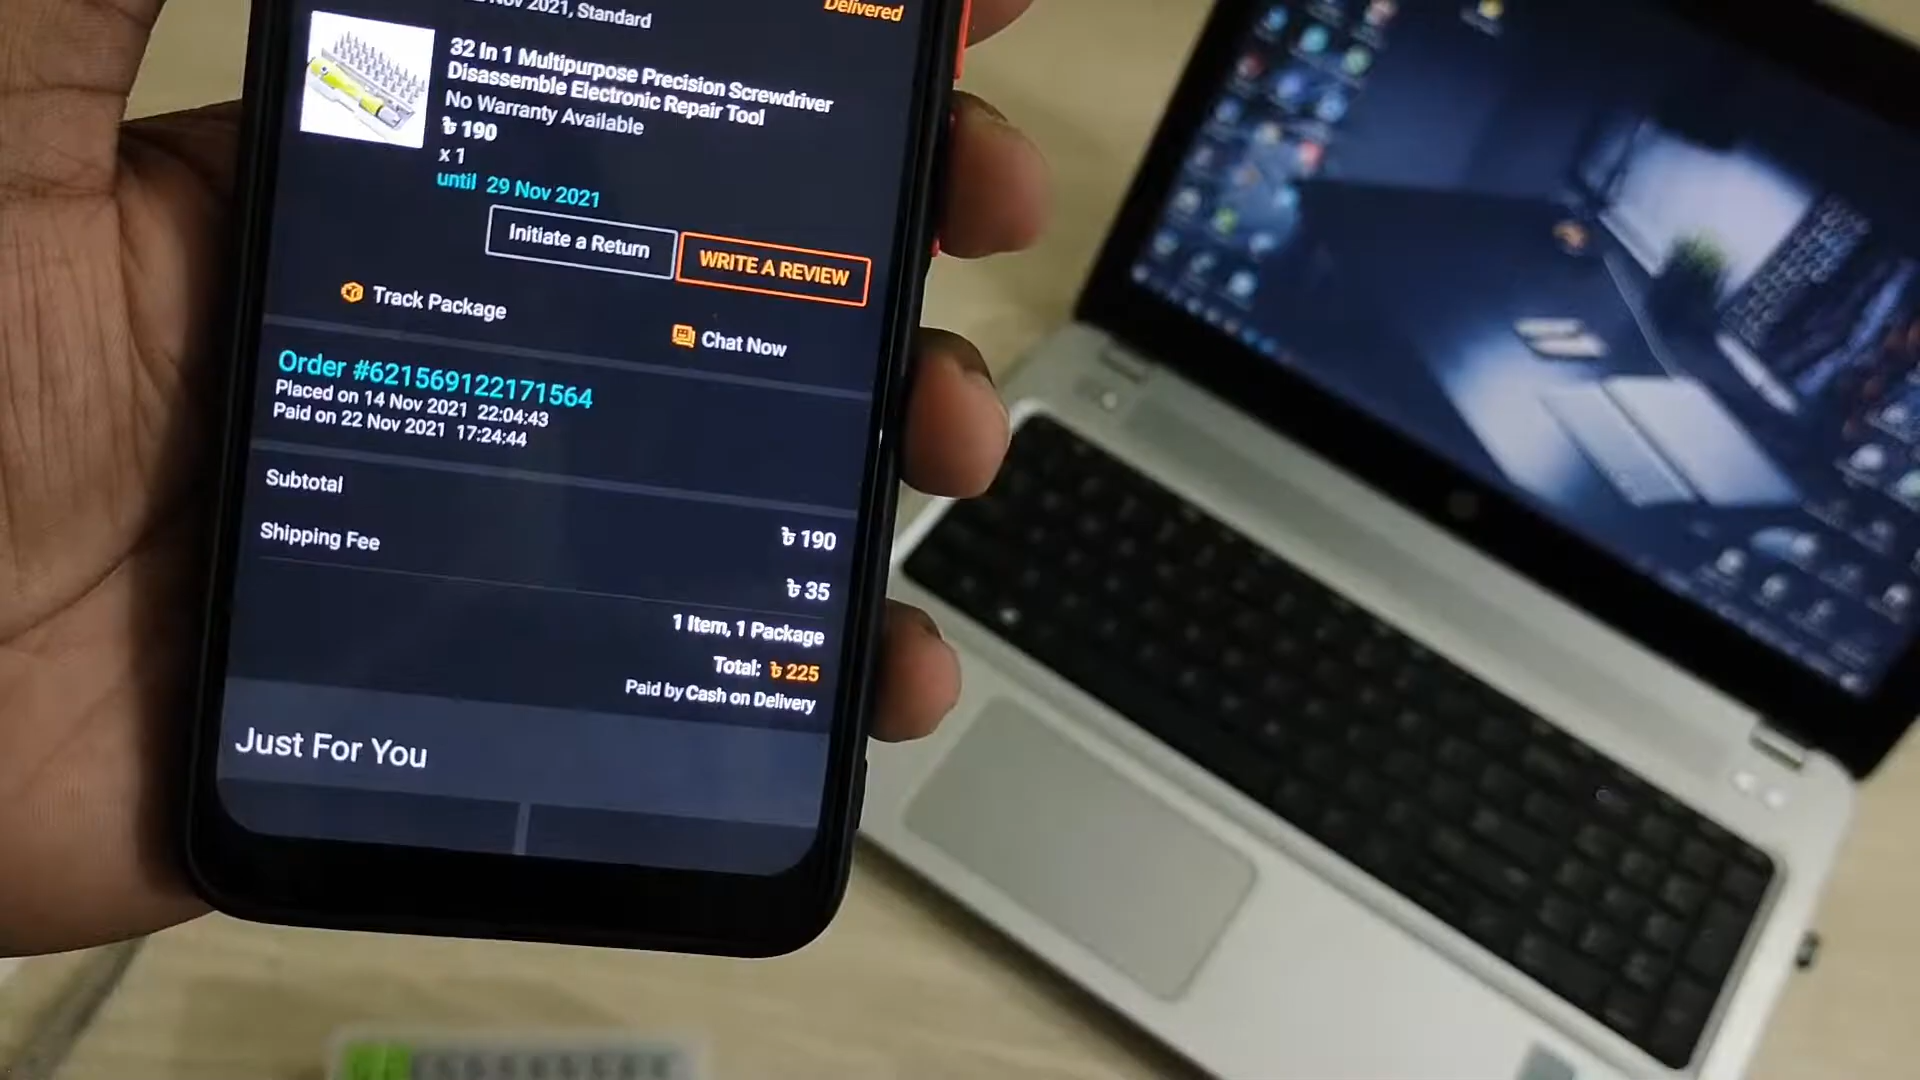 Nov 2021, Standard
Delivered
32 In 1 Multipurpose Precision Screwdriver
Disassemble Electronic Repair Tool
No Warranty Available
৳ 190
x 1
until 29 Nov 2021
Initiate a Return
WRITE A REVIEW
Track Package
Chat Now
Order #621569122171564
Placed on 14 Nov 2021 22:04:43
Paid on 22 Nov 2021 17:24:44
Subtotal
৳ 190
Shipping Fee
৳ 35
1 Item, 1 Package
Total: ৳ 225
Paid by Cash on Delivery
Just For You